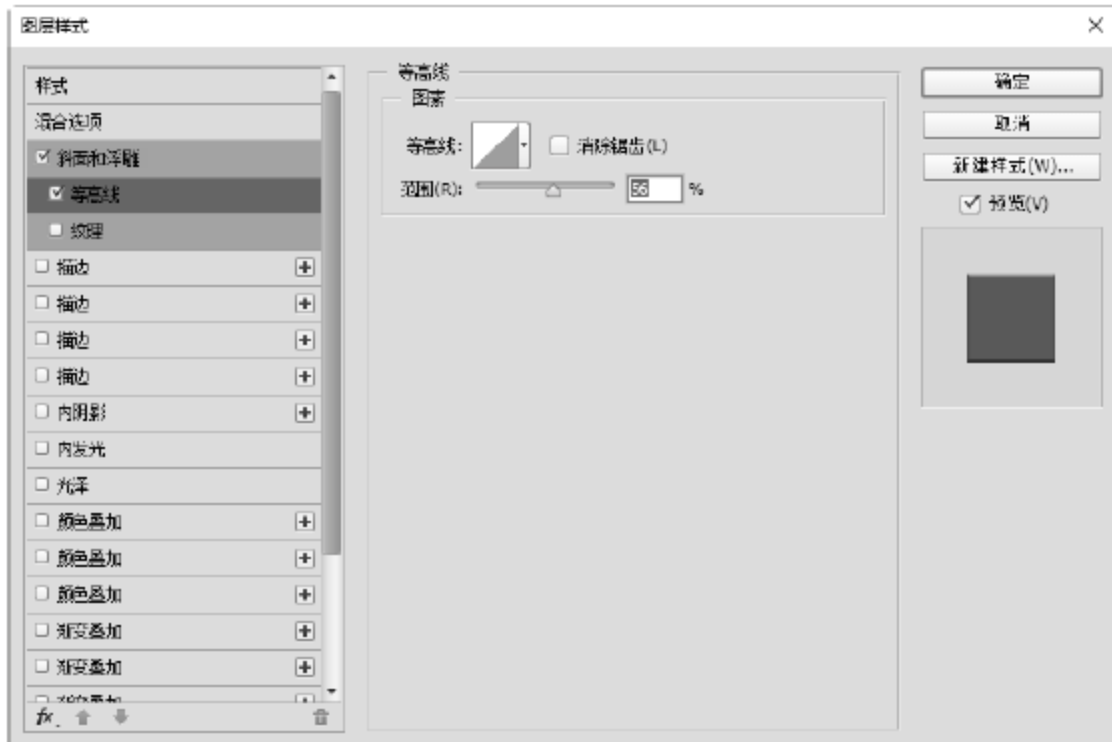 图层样式
样式
混合选项
斜面和浮雕
等高线
纹理
描边
描边
描边
描边
内阴影
内发光
光泽
颜色叠加
颜色叠加
颜色叠加
渐变叠加
渐变叠加
fx.
等高线
图素
等高线:
消除锯齿(L)
范围(R): 56 %
确定
取消
新建样式(W)...
预览(V)